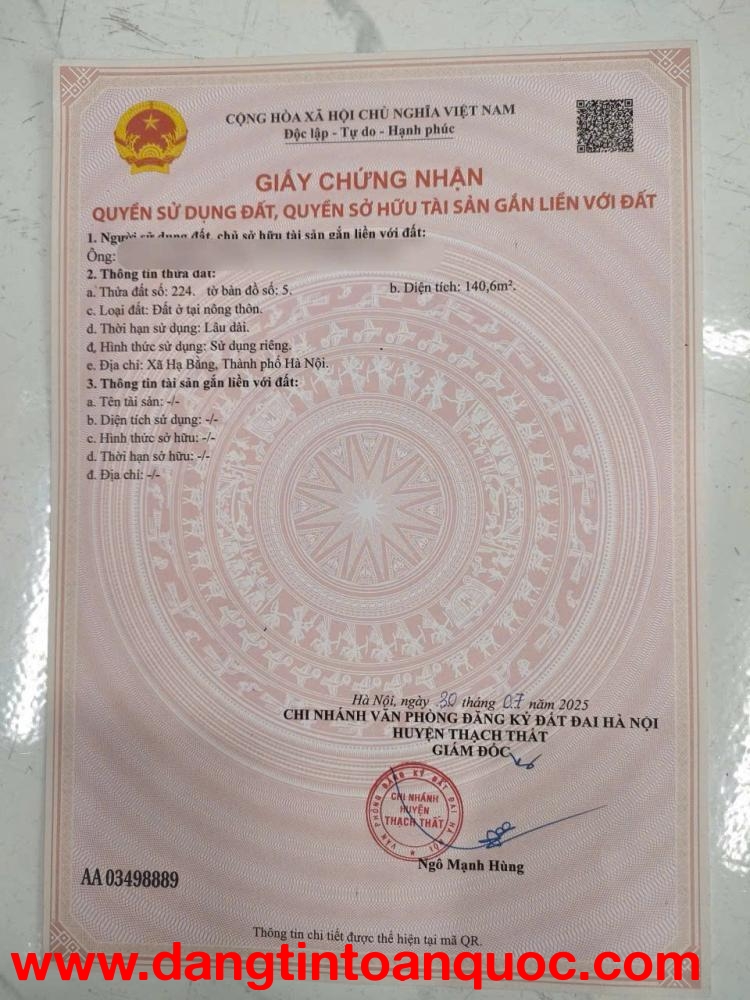 CỘNG HÒA XÃ HỘI CHỦ NGHĨA VIỆT NAM
Độc lập - Tự do - Hạnh phúc
GIẤY CHỨNG NHẬN
QUYỀN SỬ DỤNG ĐẤT, QUYỀN SỞ HỮU TÀI SẢN GẮN LIỀN VỚI ĐẤT
1. Người sử dụng đất, chủ sở hữu tài sản gắn liền với đất:
Ông:
2. Thông tin thửa đất:
a. Thửa đất số: 224. tờ bản đồ số: 5. b. Diện tích: 140,6m².
c. Loại đất: Đất ở tại nông thôn.
d. Thời hạn sử dụng: Lâu dài.
đ. Hình thức sử dụng: Sử dụng riêng.
e. Địa chỉ: Xã Hạ Bằng, Thành phố Hà Nội.
3. Thông tin tài sản gắn liền với đất:
a. Tên tài sản: -/-
b. Diện tích sử dụng: -/-
c. Hình thức sở hữu: -/-
d. Thời hạn sở hữu: -/-
đ. Địa chỉ: -/-
Hà Nội, ngày 30 tháng 07 năm 2025
CHI NHÁNH VĂN PHÒNG ĐĂNG KÝ ĐẤT ĐAI HÀ NỘI
HUYỆN THẠCH THẤT
GIÁM ĐỐC
VĂN PHÒNG ĐĂNG KÝ ĐẤT ĐAI HÀ NỘI
CHI NHÁNH
HUYỆN
THẠCH THẤT
Ngô Mạnh Hùng
AA 03498889
Thông tin chi tiết được thể hiện tại mã QR.
www.dangtintoanquoc.com